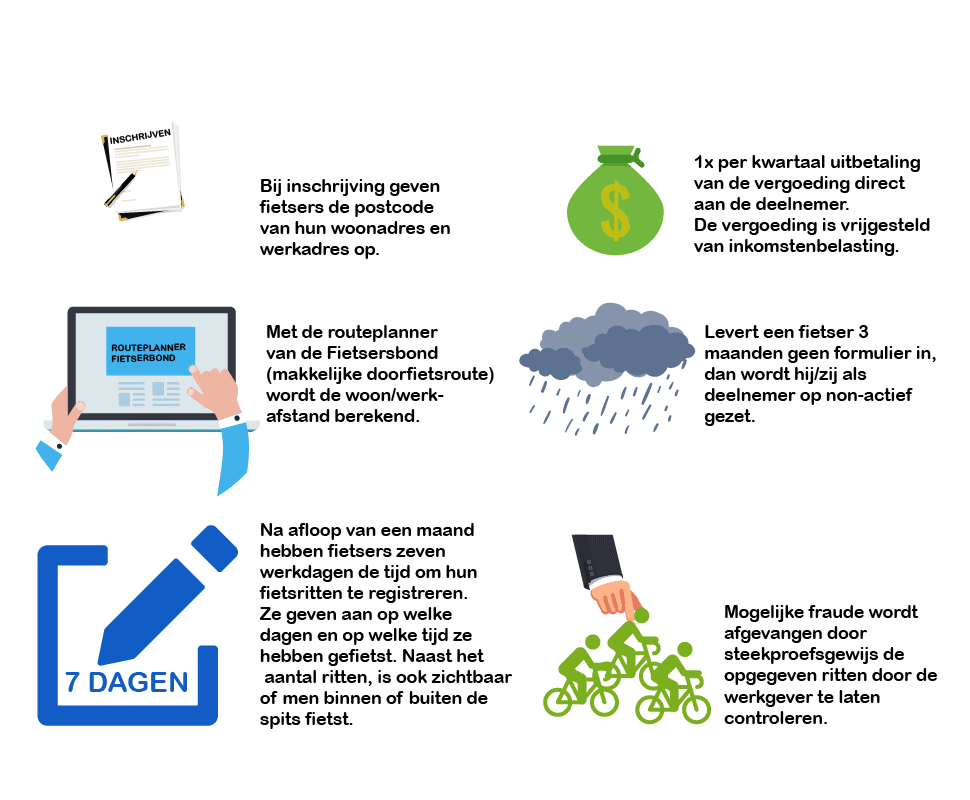 INSCHRIJVEN
Bij inschrijving geven
fietsers de postcode
van hun woonadres en
werkadres op.
ROUTEPLANNER
FIETSERBOND
Met de routeplanner
van de Fietsersbond
(makkelijke doorfietsroute)
wordt de woon/werk-
afstand berekend.
7 DAGEN
Na afloop van een maand
hebben fietsers zeven
werkdagen de tijd om hun
fietsritten te registreren.
Ze geven aan op welke
dagen en op welke tijd ze
hebben gefietst. Naast het
aantal ritten, is ook zichtbaar
of men binnen of buiten de
spits fietst.
$
1x per kwartaal uitbetaling
van de vergoeding direct
aan de deelnemer.
De vergoeding is vrijgesteld
van inkomstenbelasting.
Levert een fietser 3
maanden geen formulier in,
dan wordt hij/zij als
deelnemer op non-actief
gezet.
Mogelijke fraude wordt
afgevangen door
steekproefsgewijs de
opgegeven ritten door de
werkgever te laten
controleren.